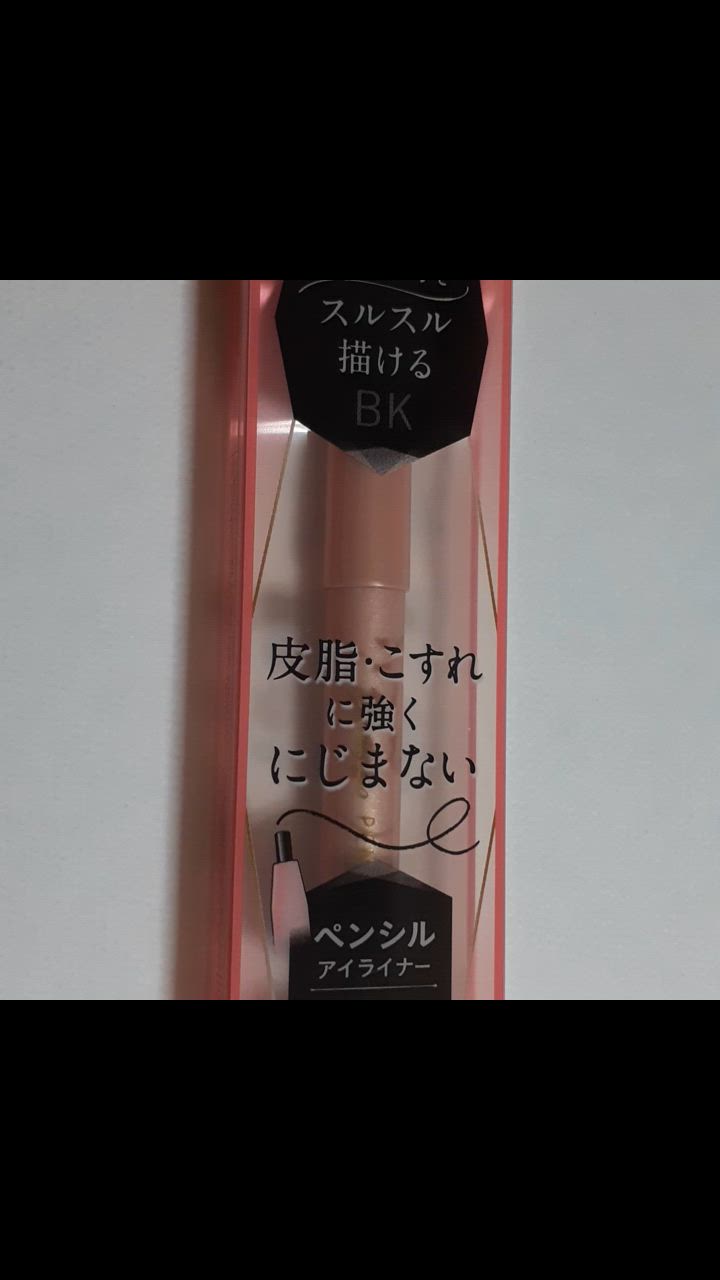 スルスル
描ける
BK
皮脂・こすれ
に強く
にじまない
ペンシル
アイライナー